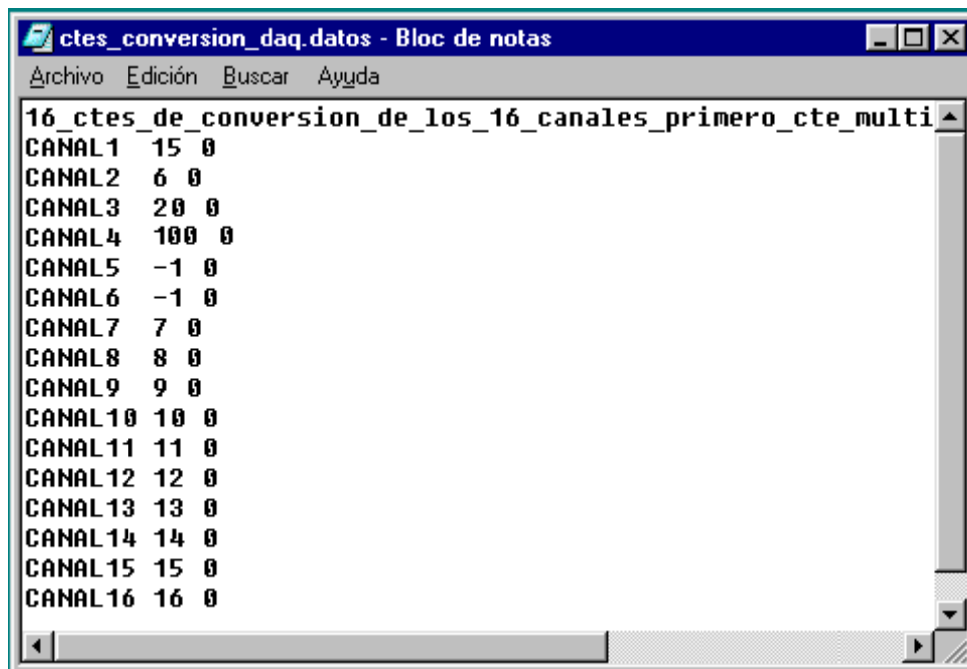 ctes_conversion_daq.datos - Bloc de notas
Archivo Edición Buscar Ayuda
16_ctes_de_conversion_de_los_16_canales_primero_cte_multi
CANAL1 15 0
CANAL2 6 0
CANAL3 20 0
CANAL4 100 0
CANAL5 -1 0
CANAL6 -1 0
CANAL7 7 0
CANAL8 8 0
CANAL9 9 0
CANAL10 10 0
CANAL11 11 0
CANAL12 12 0
CANAL13 13 0
CANAL14 14 0
CANAL15 15 0
CANAL16 16 0